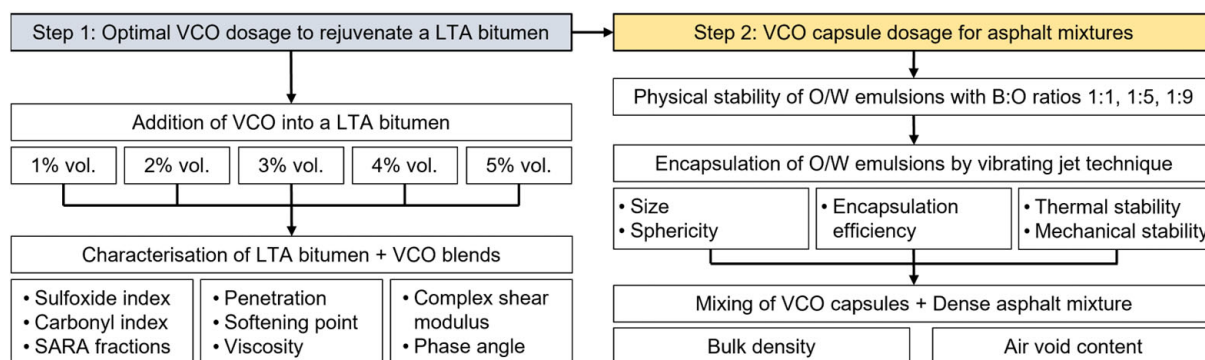 Step 1: Optimal VCO dosage to rejuvenate a LTA bitumen
Addition of VCO into a LTA bitumen
1% vol.
2% vol.
3% vol.
4% vol.
5% vol.
Characterisation of LTA bitumen + VCO blends
• Sulfoxide index
• Carbonyl index
• SARA fractions
• Penetration
• Softening point
• Viscosity
• Complex shear
modulus
• Phase angle
Step 2: VCO capsule dosage for asphalt mixtures
Physical stability of O/W emulsions with B:O ratios 1:1, 1:5, 1:9
Encapsulation of O/W emulsions by vibrating jet technique
• Size
• Sphericity
• Encapsulation
efficiency
• Thermal stability
• Mechanical stability
Mixing of VCO capsules + Dense asphalt mixture
Bulk density
Air void content